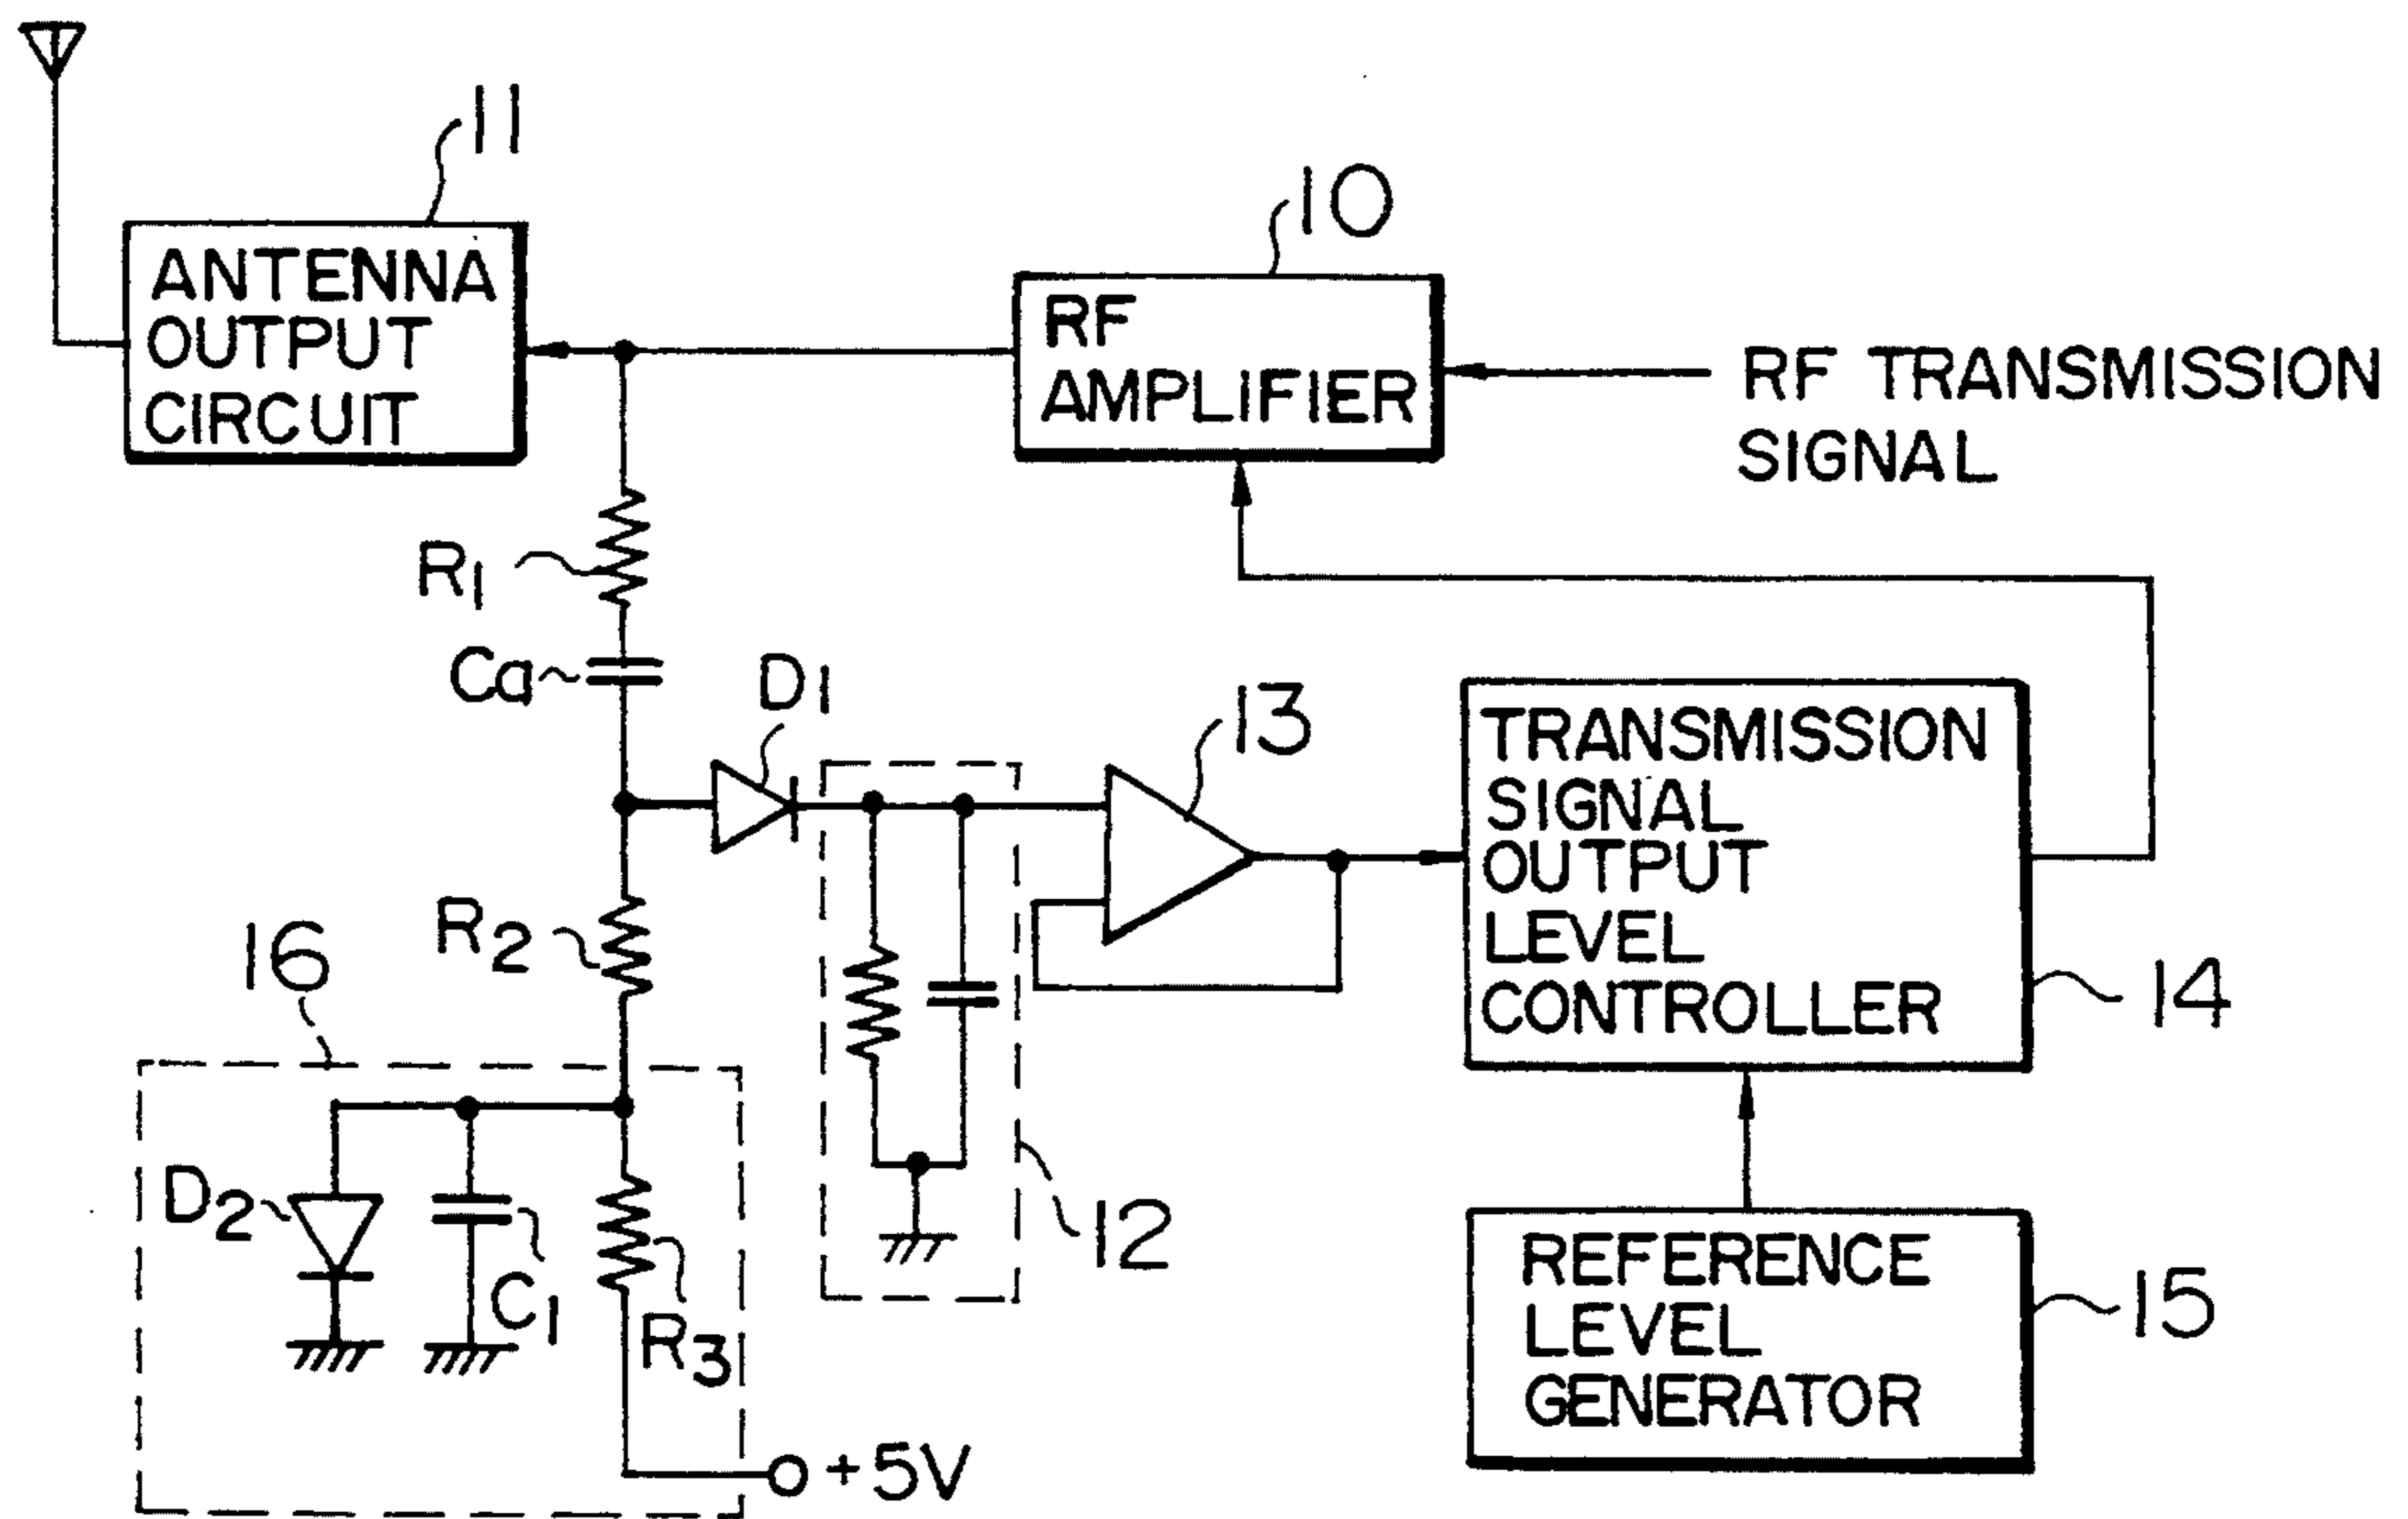 11
ANTENNA
OUTPUT
CIRCUIT
10
RF
AMPLIFIER
RF TRANSMISSION
SIGNAL
R1
Ca
D1
13
TRANSMISSION
SIGNAL
OUTPUT
LEVEL
CONTROLLER
14
R2
16
D2
C1
R3
+5V
12
REFERENCE
LEVEL
GENERATOR
15